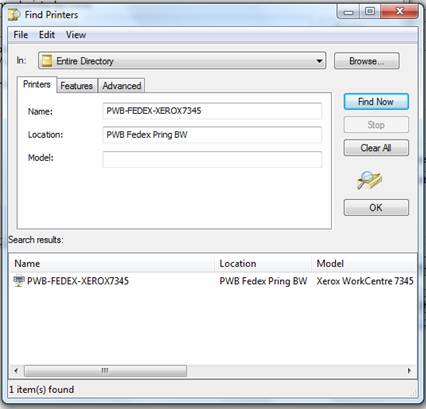 Find Printers
File Edit View
In: Entire Directory Browse...
Printers Features Advanced
Name: PWB-FEDEX-XEROX7345
Location: PWB Fedex Pring BW
Model:
Find Now
Stop
Clear All
OK
Search results:
Name Location Model
PWB-FEDEX-XEROX7345 PWB Fedex Pring BW Xerox WorkCentre 7345
1 item(s) found